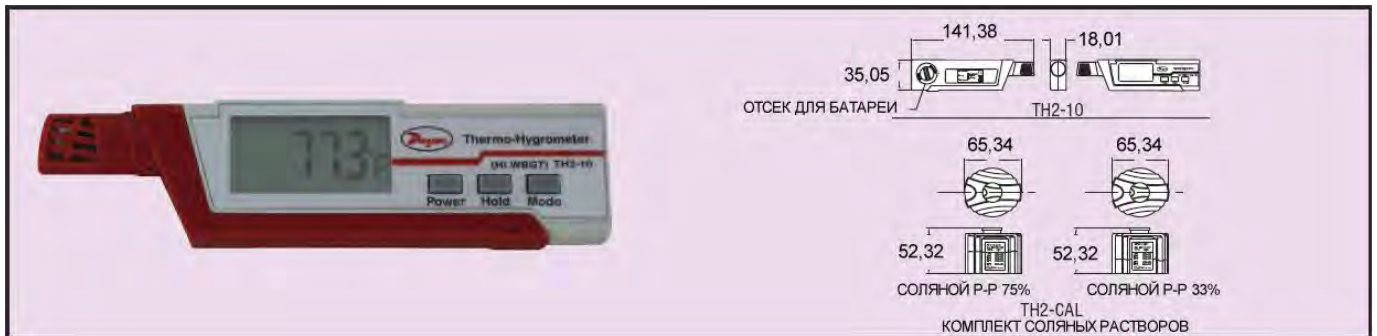 77.3F
Dwyer Thermo-Hygrometer
(HI WBGT) TH2-10
Power Hold Mode
141,38
18,01
35,05
ОТСЕК ДЛЯ БАТАРЕИ
TH2-10
65,34
65,34
52,32
52,32
СОЛЯНОЙ Р-Р 75%
СОЛЯНОЙ Р-Р 33%
TH2-CAL
КОМПЛЕКТ СОЛЯНЫХ РАСТВОРОВ